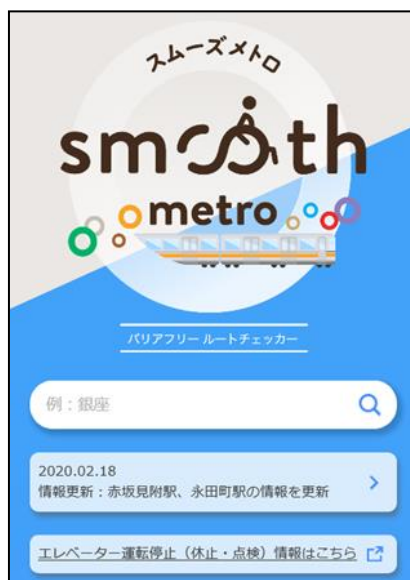 スムーズメトロ
smooth
metro
バリアフリー ルートチェッカー
例：銀座
2020.02.18
情報更新：赤坂見附駅、永田町駅の情報を更新
エレベーター運転停止（休止・点検）情報はこちら